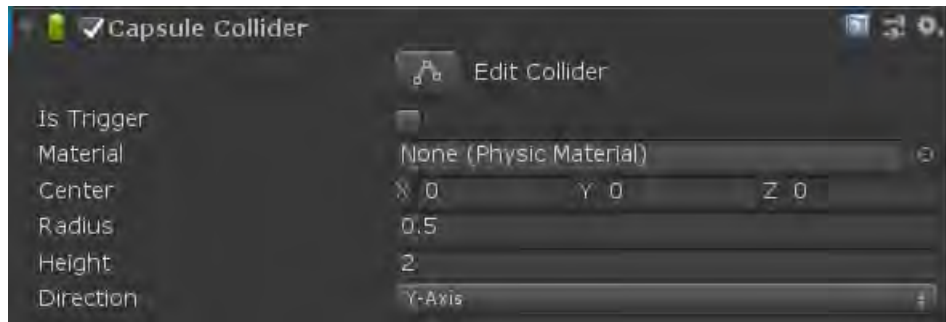 Capsule Collider
Edit Collider
Is Trigger
Material None (Physic Material)
Center X 0 Y 0 Z 0
Radius 0.5
Height 2
Direction Y-Axis